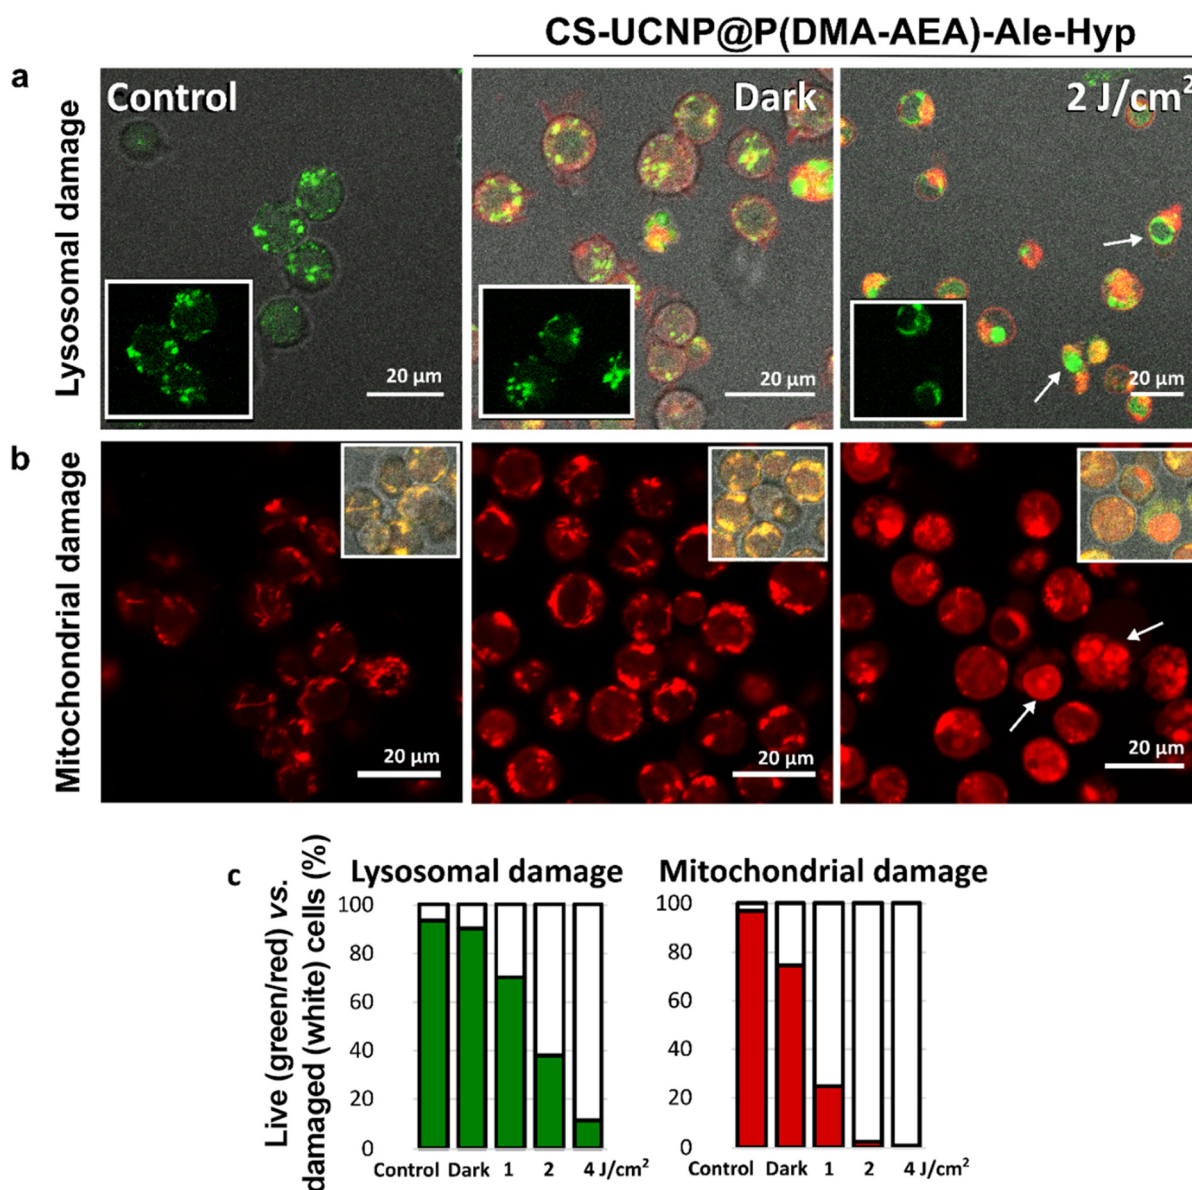 CS-UCNP@P(DMA-AEA)-Ale-Hyp
a
Lysosomal damage
Control
Dark
2 J/cm²
20 µm
20 µm
20 µm
b
Mitochondrial damage
20 µm
20 µm
20 µm
c
Live (green/red) vs.
damaged (white) cells (%)
Lysosomal damage
100
80
60
40
20
0
Control Dark 1 2 4 J/cm²
Mitochondrial damage
100
80
60
40
20
0
Control Dark 1 2 4 J/cm²